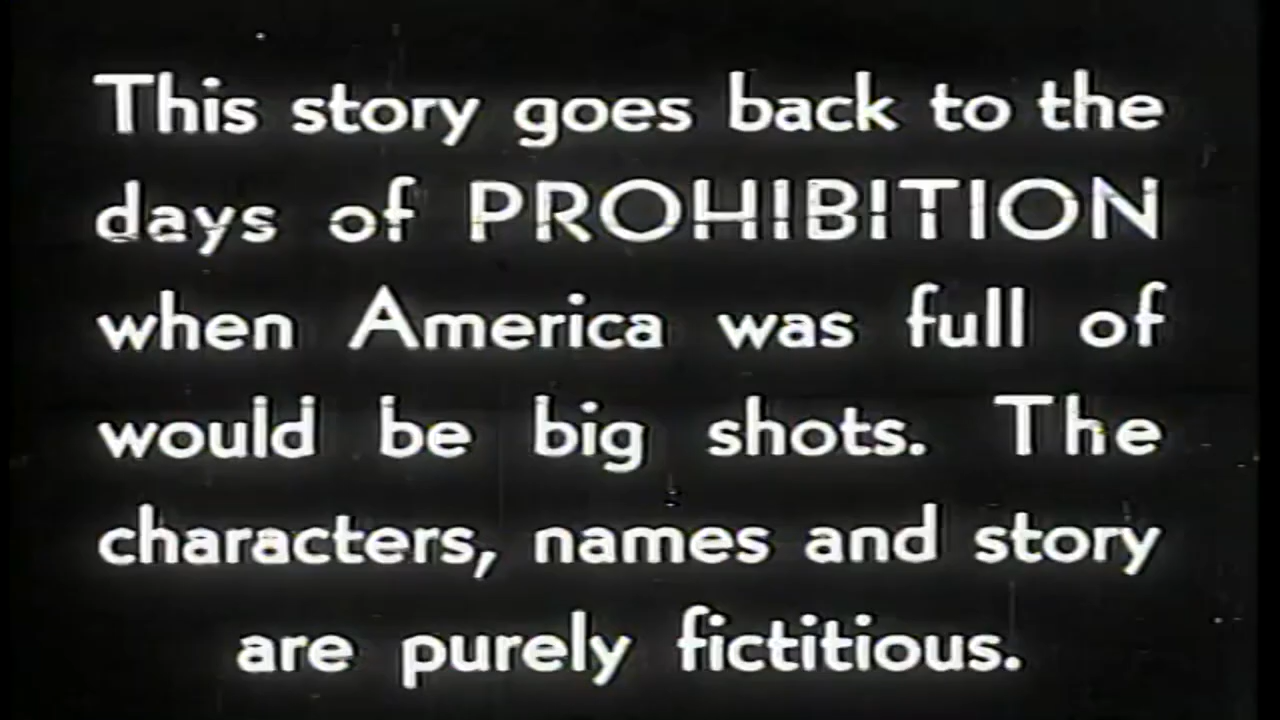 This story goes back to the
days of PROHIBITION
when America was full of
would be big shots. The
characters, names and story
are purely fictitious.